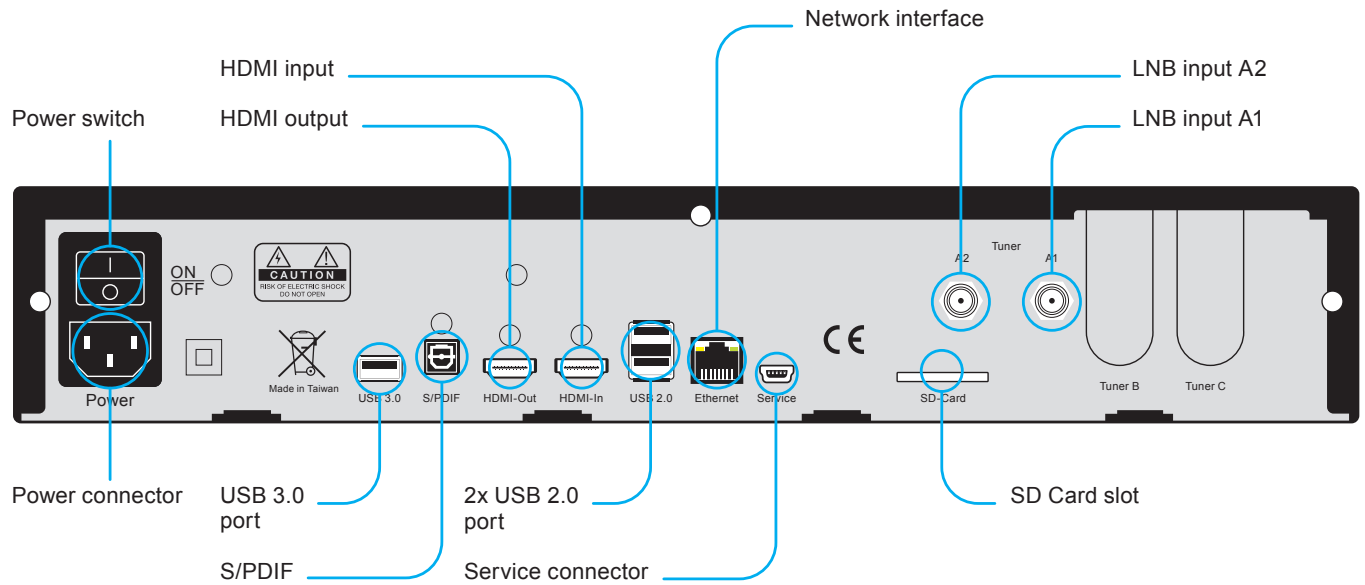 Network interface
HDMI input
LNB input A2
Power switch
HDMI output
LNB input A1
Tuner
A2
A1
ON
OFF
CAUTION
RISK OF ELECTRIC SHOCK
DO NOT OPEN
CE
Made in Taiwan
Power
USB 3.0
S/PDIF
HDMI-Out
HDMI-In
USB 2.0
Ethernet
Service
SD-Card
Tuner B
Tuner C
Power connector
USB 3.0
port
2x USB 2.0
port
SD Card slot
S/PDIF
Service connector